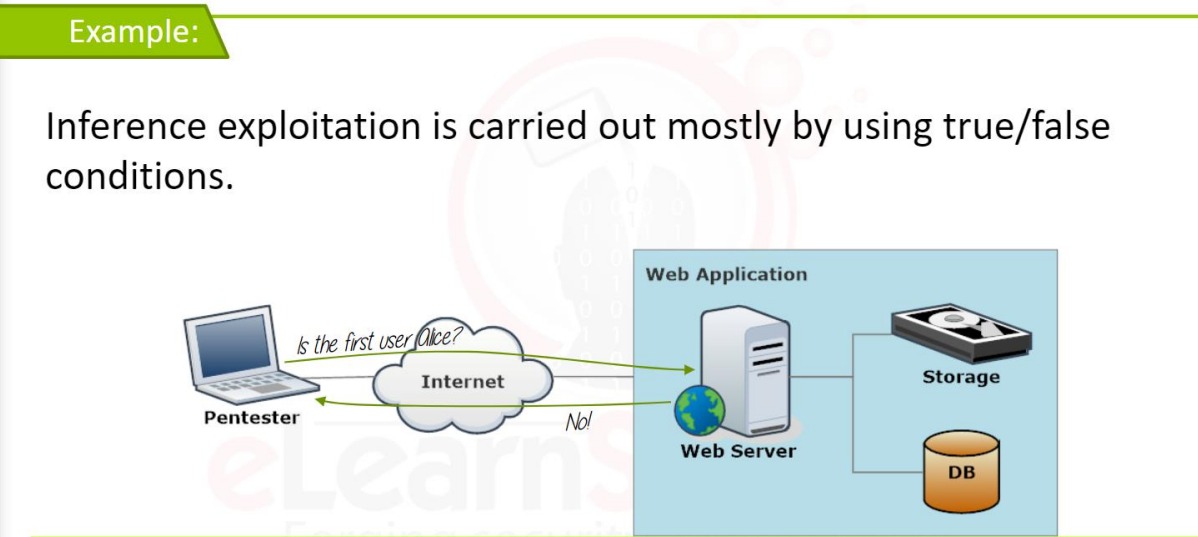 Example:
Inference exploitation is carried out mostly by using true/false
conditions.
Web Application
Is the first user Alice?
Internet
Storage
Pentester
No!
Web Server
DB